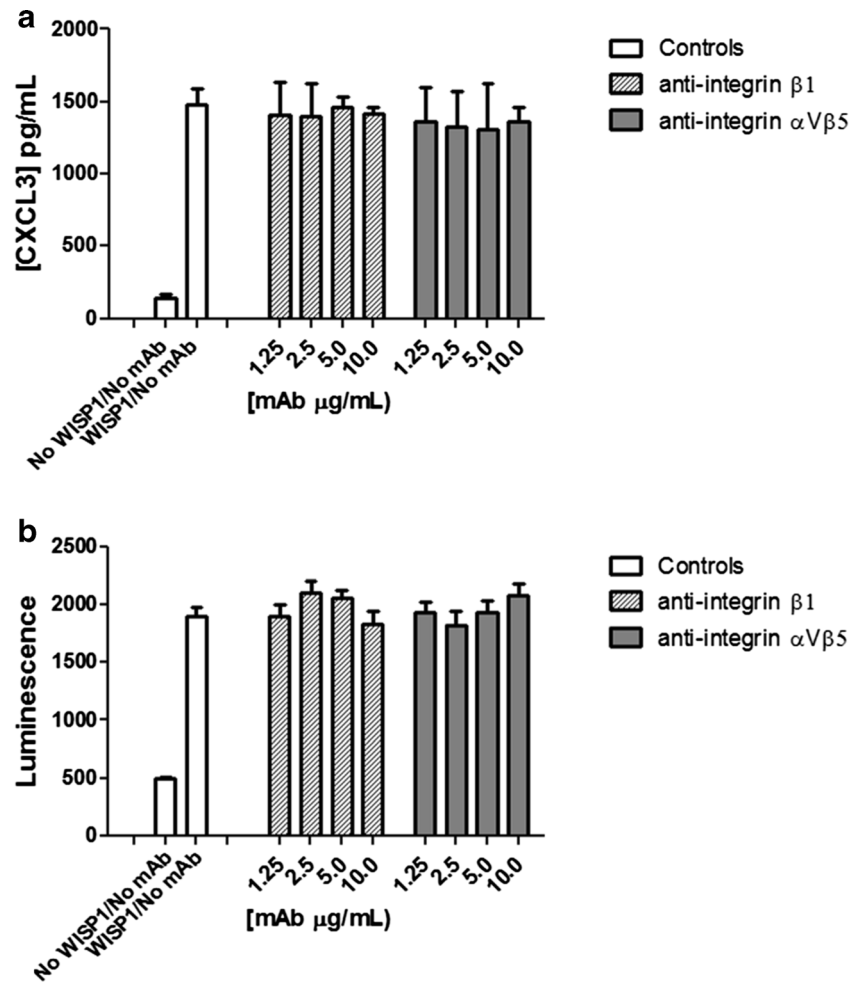 a
[CXCL3] pg/mL
2000
1500
1000
500
0
No WISP1/No mAb
WISP1/No mAb
1.25
2.5
5.0
10.0
1.25
2.5
5.0
10.0
[mAb μg/mL)
Controls
anti-integrin β1
anti-integrin αVβ5
b
Luminescence
2500
2000
1500
1000
500
0
No WISP1/No mAb
WISP1/No mAb
1.25
2.5
5.0
10.0
1.25
2.5
5.0
10.0
[mAb μg/mL)
Controls
anti-integrin β1
anti-integrin αVβ5